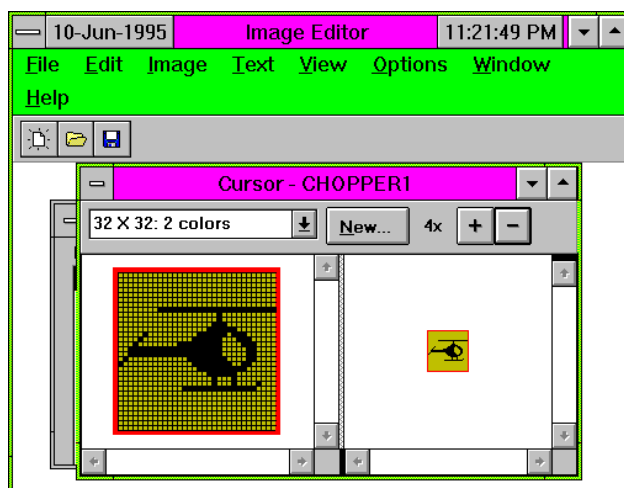 10-Jun-1995 Image Editor 11:21:49 PM
File Edit Image Text View Options Window
Help
Cursor - CHOPPER1
32 X 32: 2 colors New... 4x + −